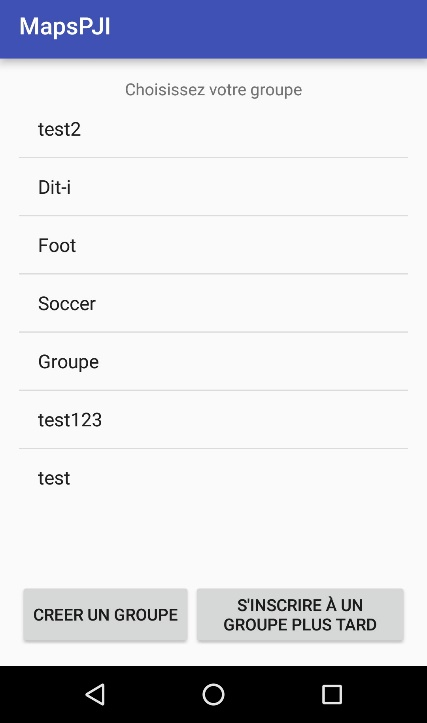 MapsPJI
Choisissez votre groupe
test2
Dit-i
Foot
Soccer
Groupe
test123
test
CREER UN GROUPE
S'INSCRIRE À UN
GROUPE PLUS TARD